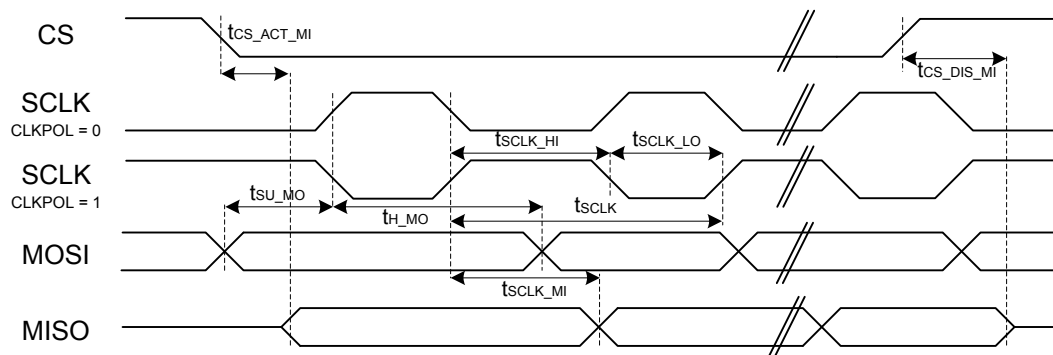 CS
tCS_ACT_MI
tCS_DIS_MI
SCLK
CLKPOL = 0
tSCLK_HI
tSCLK_LO
SCLK
CLKPOL = 1
tSU_MO
tH_MO
tSCLK
MOSI
tSCLK_MI
MISO